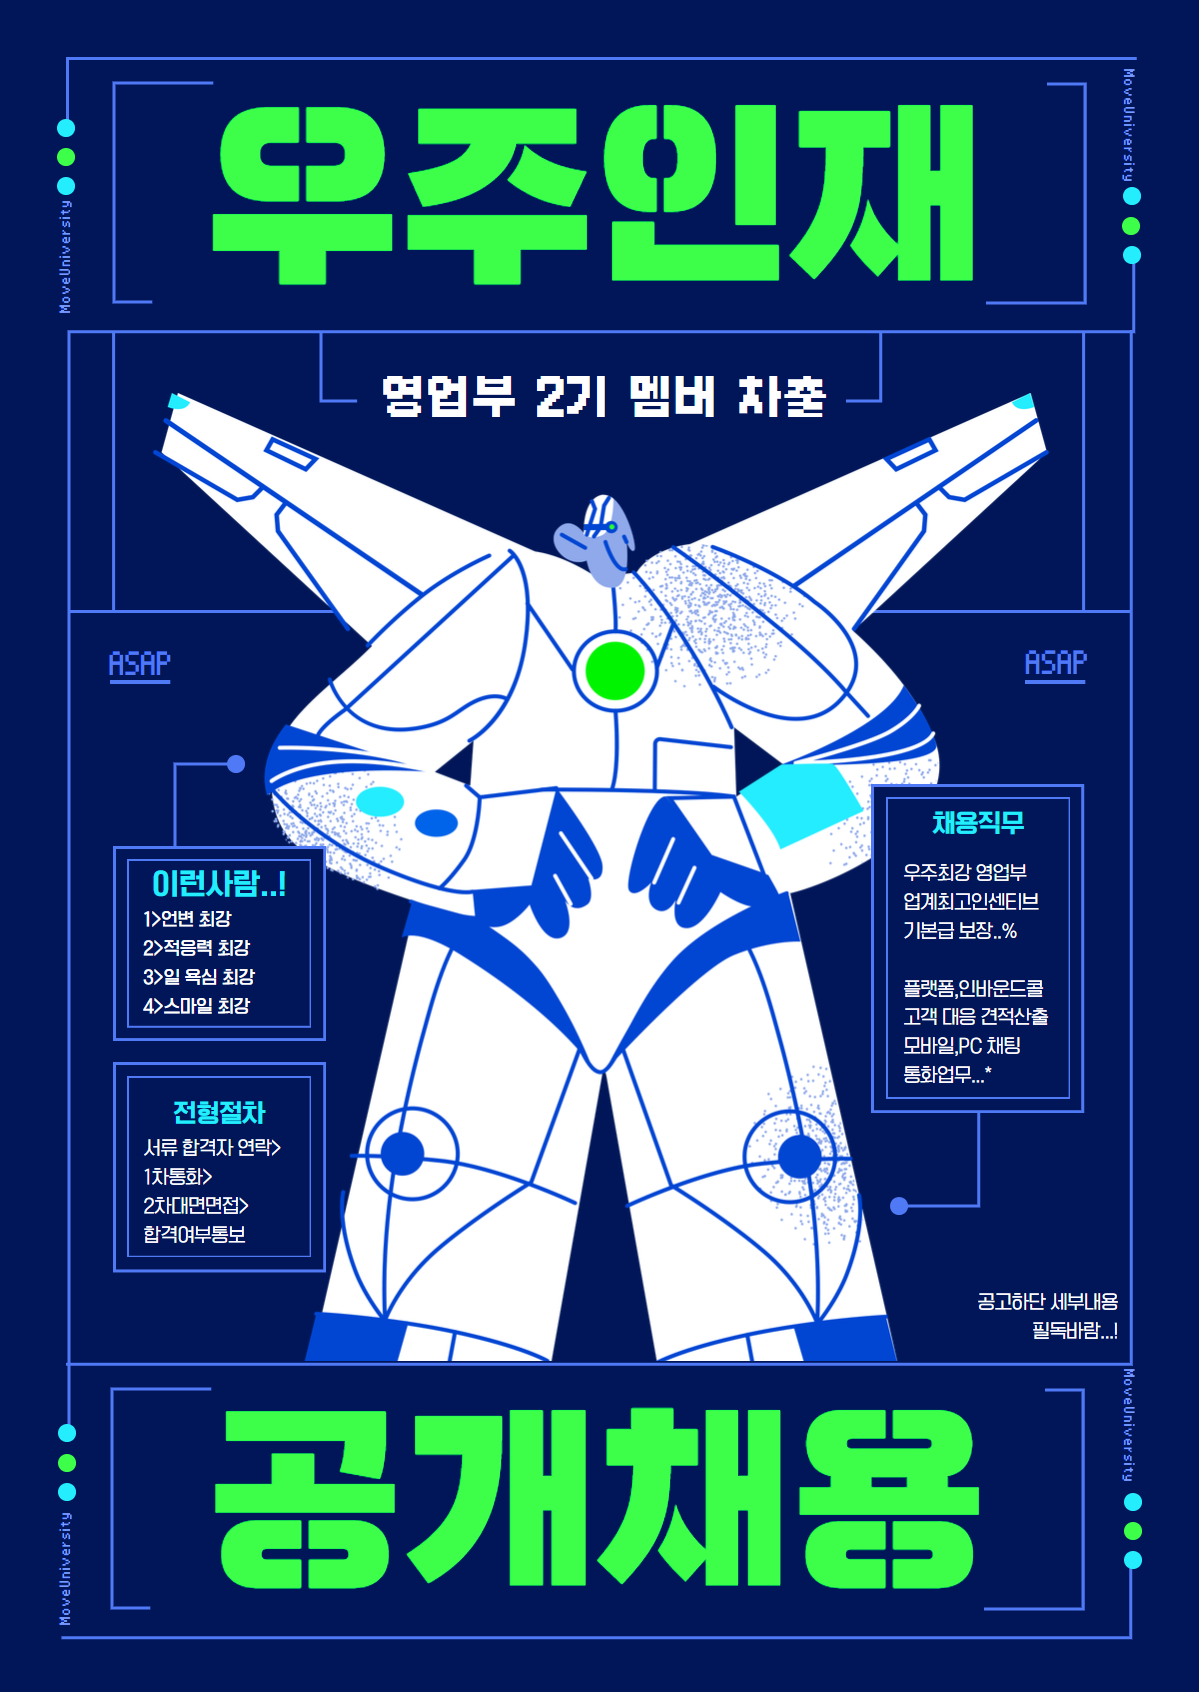 MoveUniversity
우주인재
MoveUniversity
영업부 2기 멤버 차출
ASAP
ASAP
이런사람..!
1>언변 최강
2>적응력 최강
3>일 욕심 최강
4>스마일 최강
전형절차
서류 합격자 연락>
1차통화>
2차대면면접>
합격여부통보
채용직무
우주최강 영업부
업계최고인센티브
기본급 보장..%
플랫폼,인바운드콜
고객 대응 견적산출
모바일,PC 채팅
통화업무...*
공고하단 세부내용
필독바람...!
MoveUniversity
공개채용
MoveUniversity